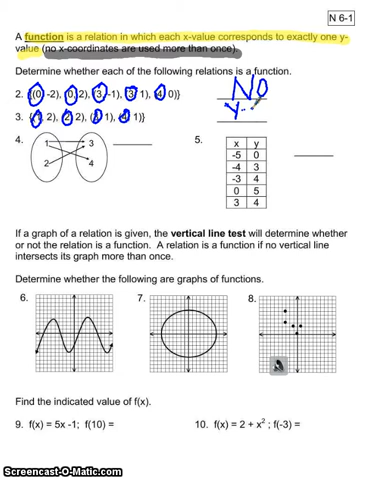 N 6-1
A function is a relation in which each x-value corresponds to exactly one y-
value (no x-coordinates are used more than once).
Determine whether each of the following relations is a function.
2. {(0, -2), (0, 2), (3, -1), (3, 1), (4, 0)}
NO
3. 2), (2, 2), (3, 1), (4, 1)}
Y
4.
1
2
3
4
5.
x y
-5 0
-4 3
-3 4
0 5
3 4
If a graph of a relation is given, the vertical line test will determine whether
or not the relation is a function. A relation is a function if no vertical line
intersects its graph more than once.
Determine whether the following are graphs of functions.
6. 7. 8.
Find the indicated value of f(x).
9. f(x) = 5x -1; f(10) = 10. f(x) = 2 + x²; f(-3) =
Screencast-O-Matic.com